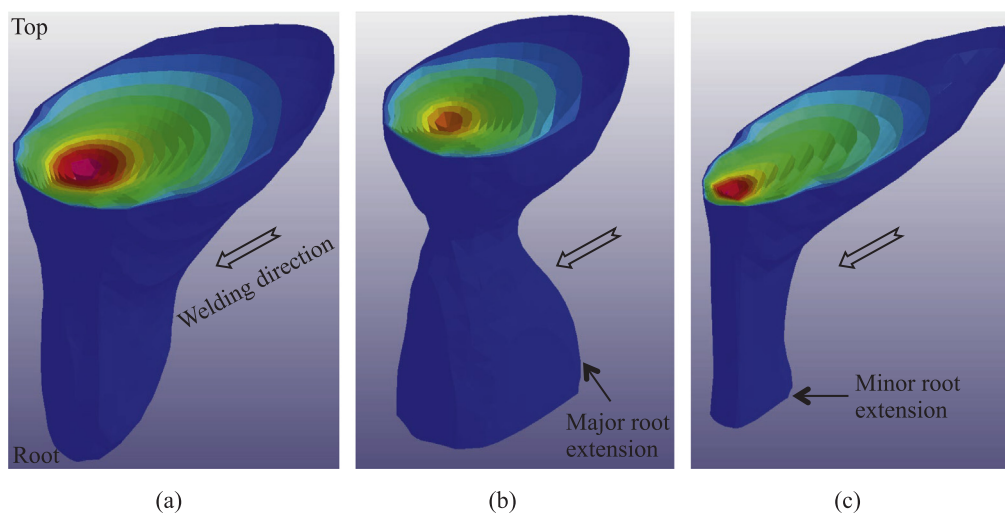 Top
Root
Welding direction
Major root
extension
Minor root
extension
(a)
(b)
(c)